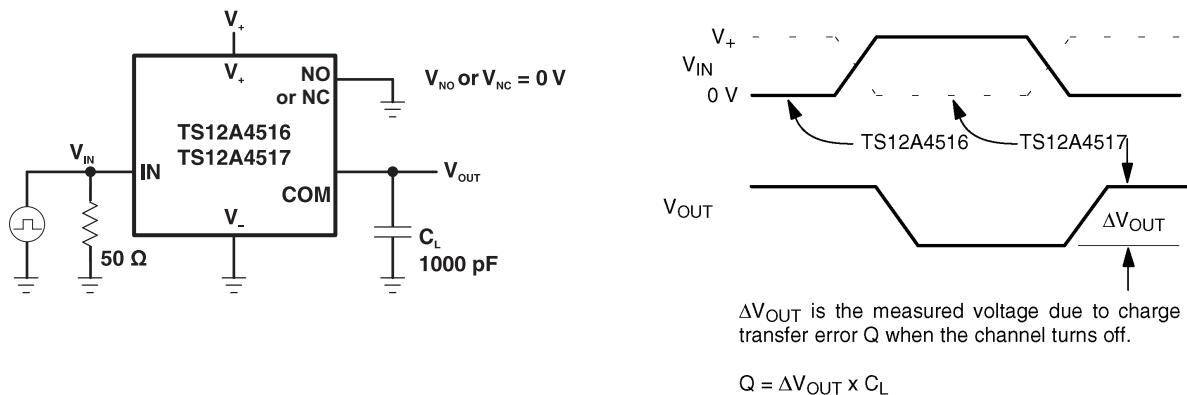 V+
V+
NO
or NC
VNO or VNC = 0 V
TS12A4516
TS12A4517
VIN
IN
VOUT
COM
V–
50 Ω
CL
1000 pF
V+
VIN
0 V
TS12A4516
TS12A4517
VOUT
ΔVOUT
ΔVOUT is the measured voltage due to charge
transfer error Q when the channel turns off.
Q = ΔVOUT x CL